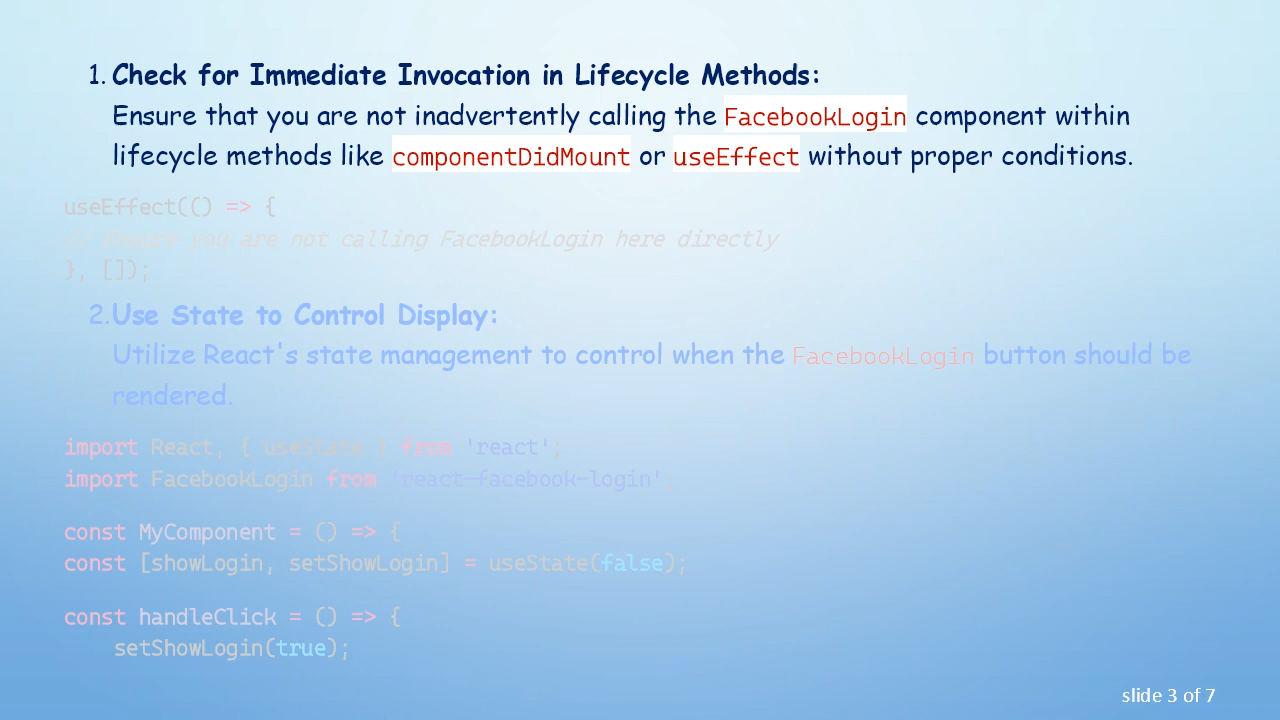 1. Check for Immediate Invocation in Lifecycle Methods:
Ensure that you are not inadvertently calling the FacebookLogin component within
lifecycle methods like componentDidMount or useEffect without proper conditions.
useEffect(() => {
// Ensure you are not calling FacebookLogin here directly
}, []);
2. Use State to Control Display:
Utilize React's state management to control when the FacebookLogin button should be
rendered.
import React, { useState } from 'react';
import FacebookLogin from 'react-facebook-login';
const MyComponent = () => {
const [showLogin, setShowLogin] = useState(false);
const handleClick = () => {
setShowLogin(true);
slide 3 of 7